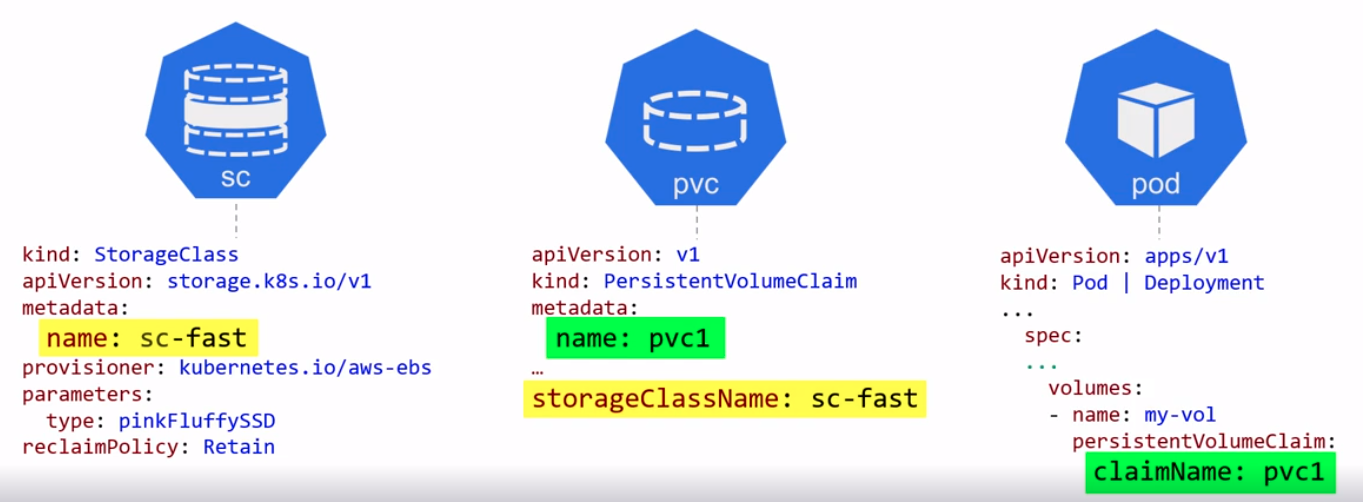 sc
kind: StorageClass
apiVersion: storage.k8s.io/v1
metadata:
name: sc-fast
provisioner: kubernetes.io/aws-ebs
parameters:
type: pinkFluffySSD
reclaimPolicy: Retain
pvc
apiVersion: v1
kind: PersistentVolumeClaim
metadata:
name: pvc1
…
storageClassName: sc-fast
pod
apiVersion: apps/v1
kind: Pod | Deployment
...
spec:
...
volumes:
- name: my-vol
persistentVolumeClaim:
claimName: pvc1